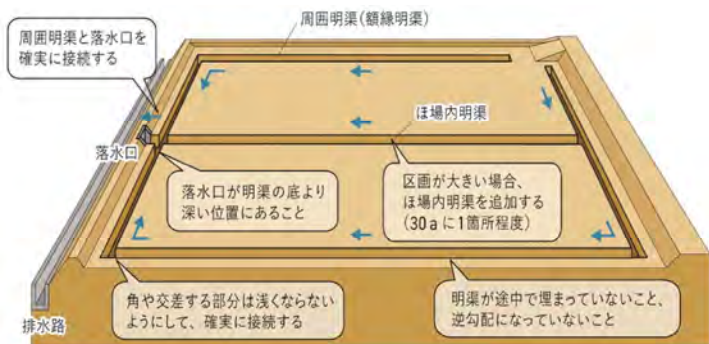 周囲明渠(額縁明渠)
周囲明渠と落水口を
確実に接続する
ほ場内明渠
落水口
落水口が明渠の底より
深い位置にあること
区画が大きい場合、
ほ場内明渠を追加する
(30aに1箇所程度)
角や交差する部分は浅くならない
ようにして、確実に接続する
明渠が途中で埋まっていないこと、
逆勾配になっていないこと
排水路